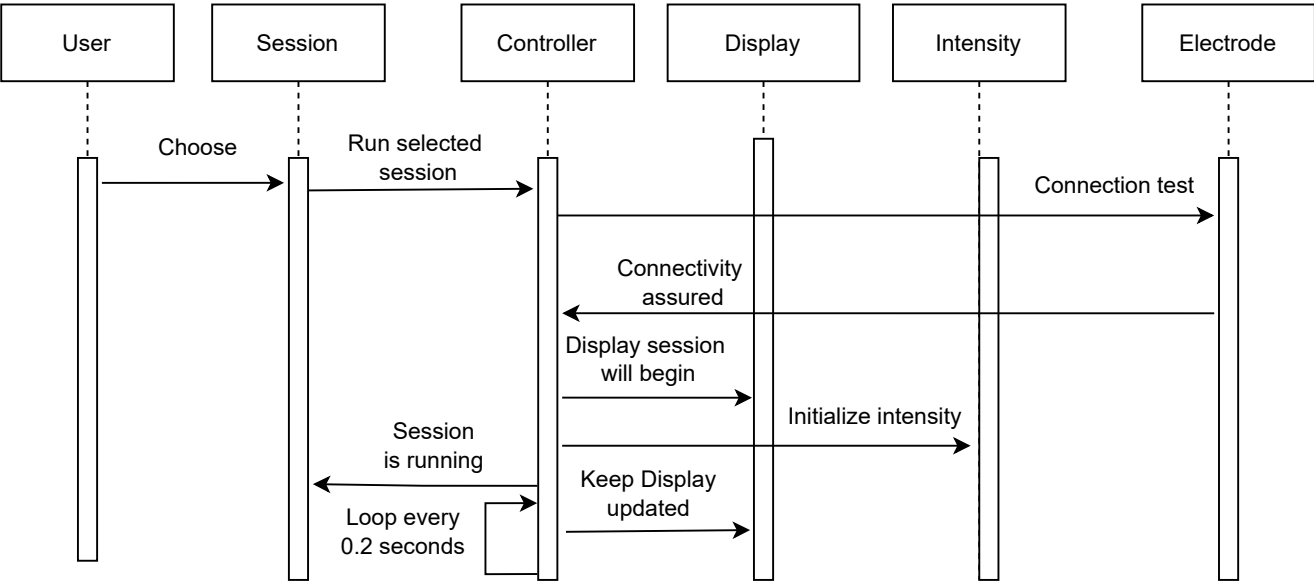 User
Session
Controller
Display
Intensity
Electrode
Choose
Run selected
session
Connection test
Connectivity
assured
Display session
will begin
Initialize intensity
Session
is running
Keep Display
updated
Loop every
0.2 seconds